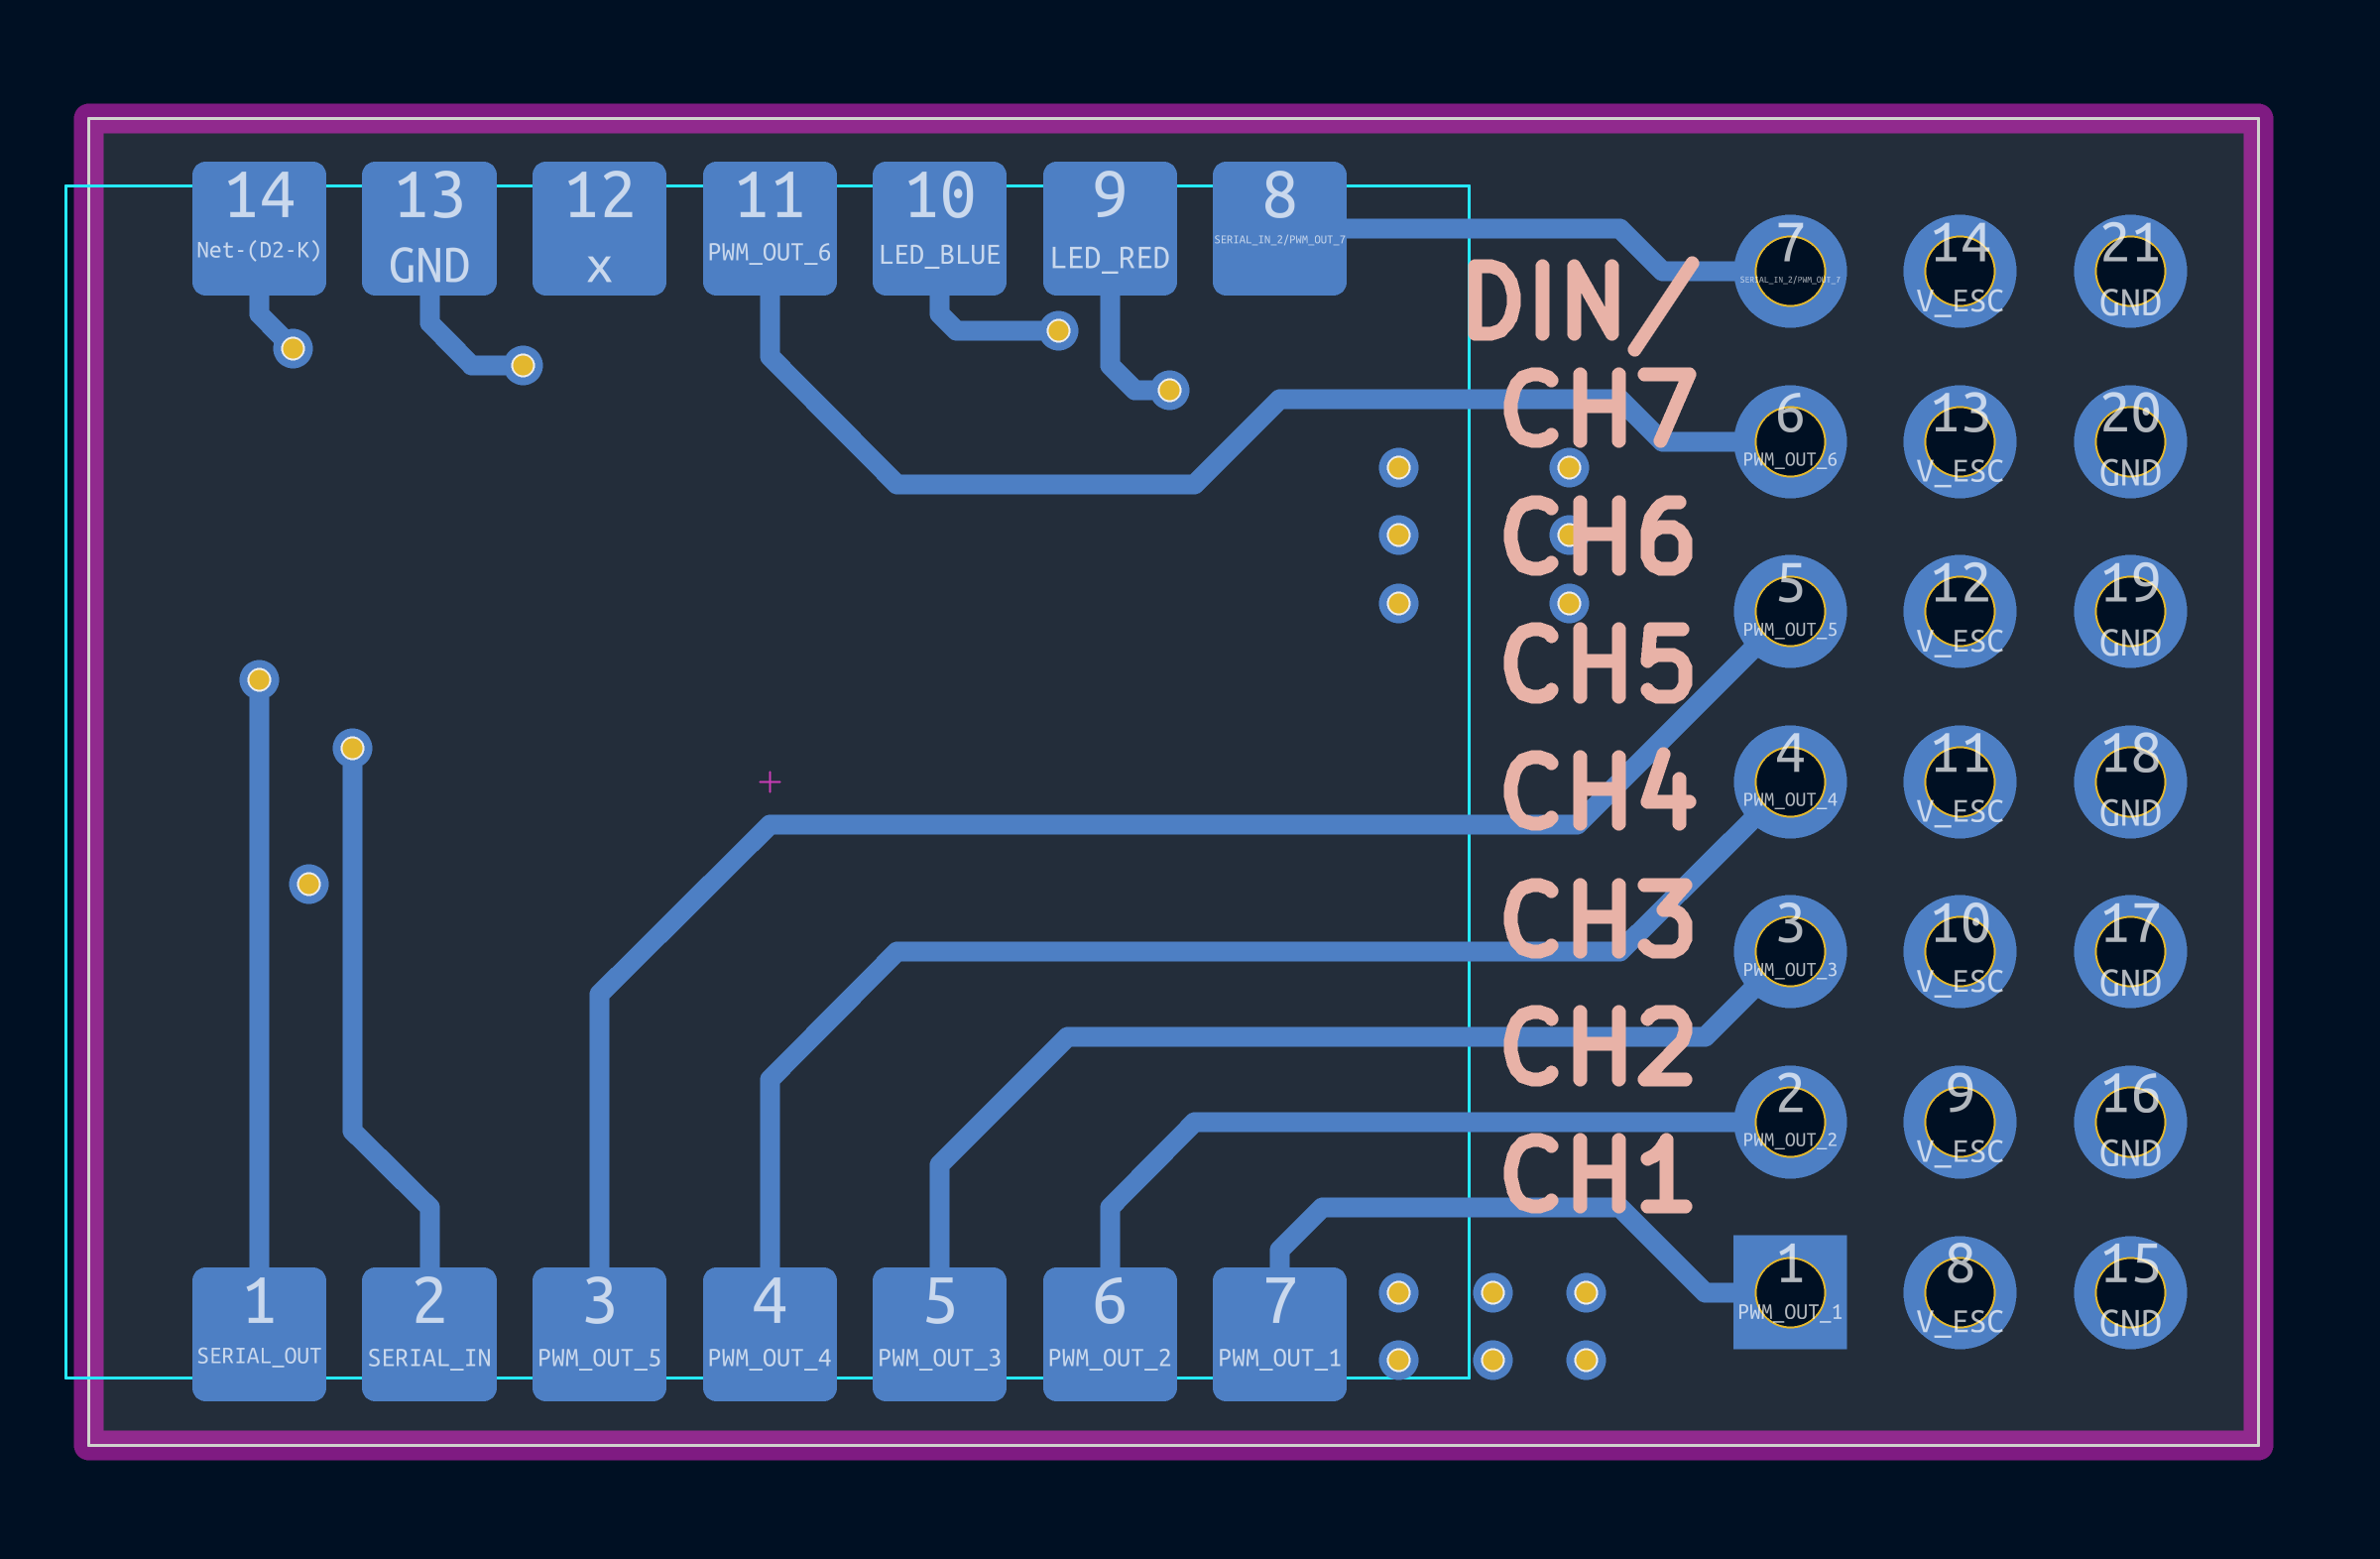 14 13 12 11 10 9 8
Net-(D2-K) GND x PWM_OUT_6 LED_BLUE LED_RED SERIAL_IN_2/PWM_OUT_7
7 14 21
SERIAL_IN_2/PWM_OUT_7 V_ESC GND
DIN/
CH7
6 13 20
PWM_OUT_6 V_ESC GND
CH6
5 12 19
PWM_OUT_5 V_ESC GND
CH5
4 11 18
PWM_OUT_4 V_ESC GND
CH4
3 10 17
PWM_OUT_3 V_ESC GND
CH3
CH2
2 9 16
PWM_OUT_2 V_ESC GND
CH1
1 8 15
PWM_OUT_1 V_ESC GND
1 2 3 4 5 6 7
SERIAL_OUT SERIAL_IN PWM_OUT_5 PWM_OUT_4 PWM_OUT_3 PWM_OUT_2 PWM_OUT_1